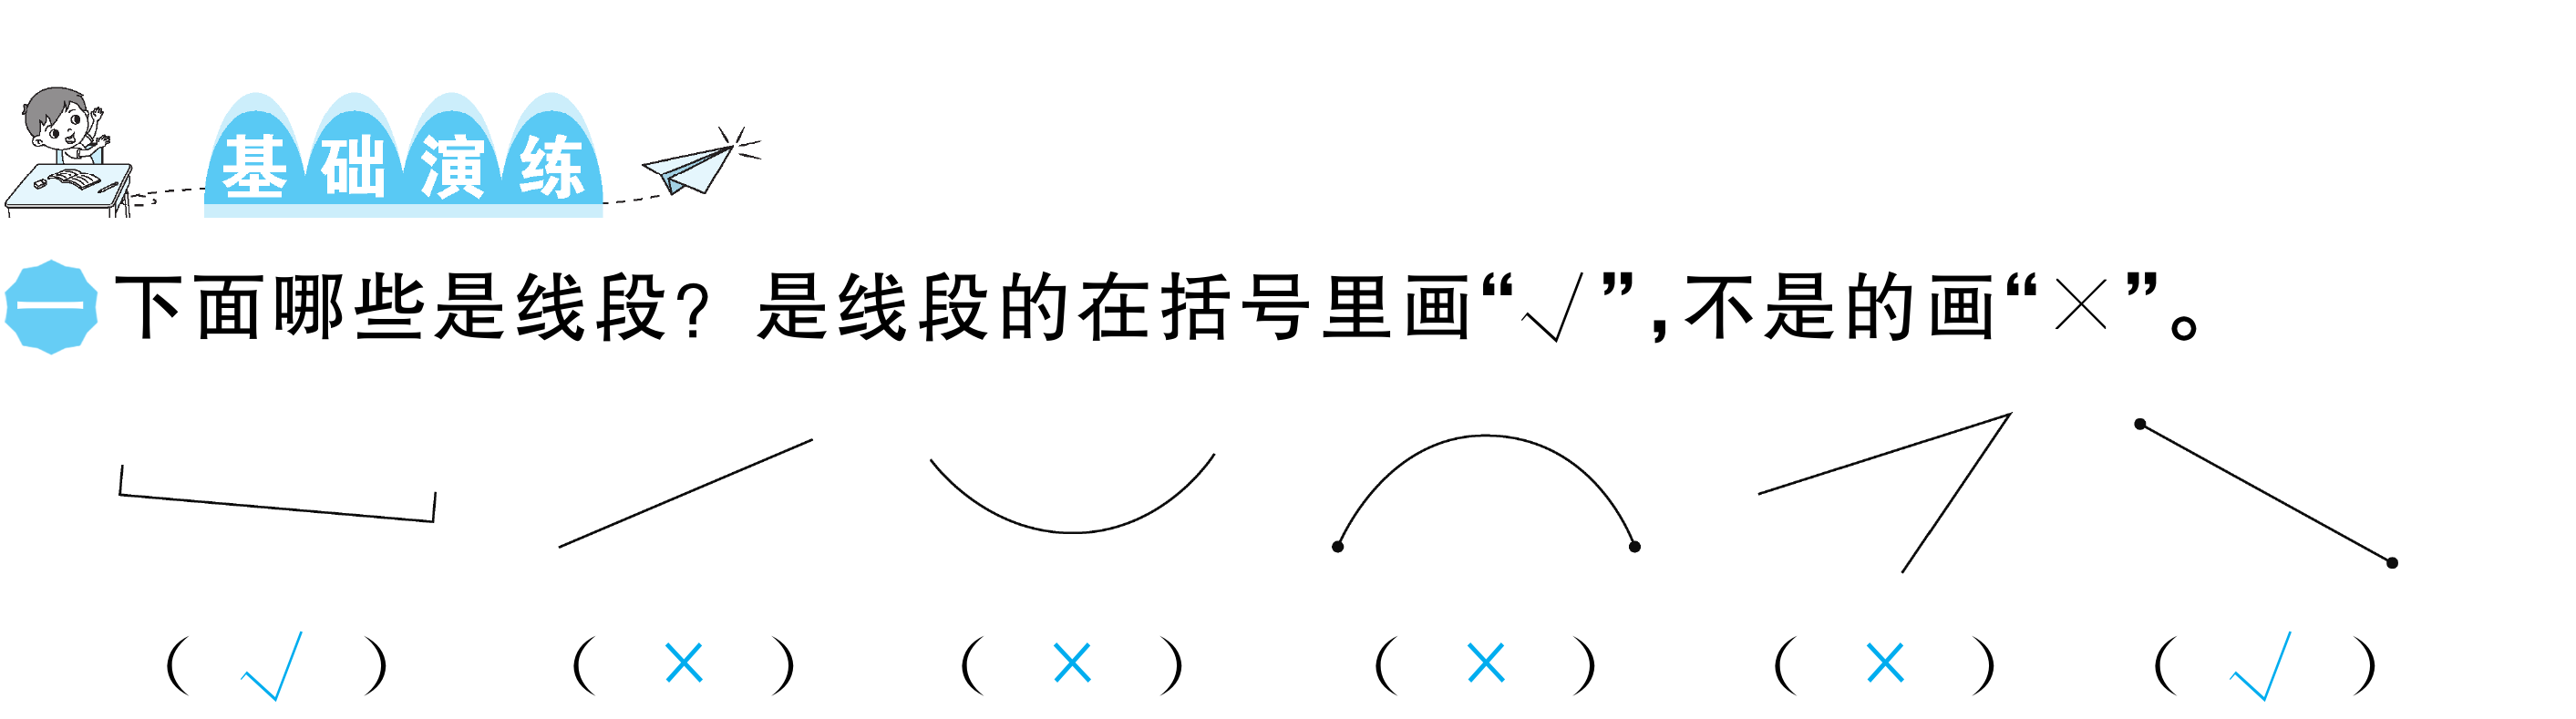 基础演练
一 下面哪些是线段？是线段的在括号里画“√”,不是的画“×”。
（ √ ） （ × ） （ × ） （ × ） （ × ） （ √ ）